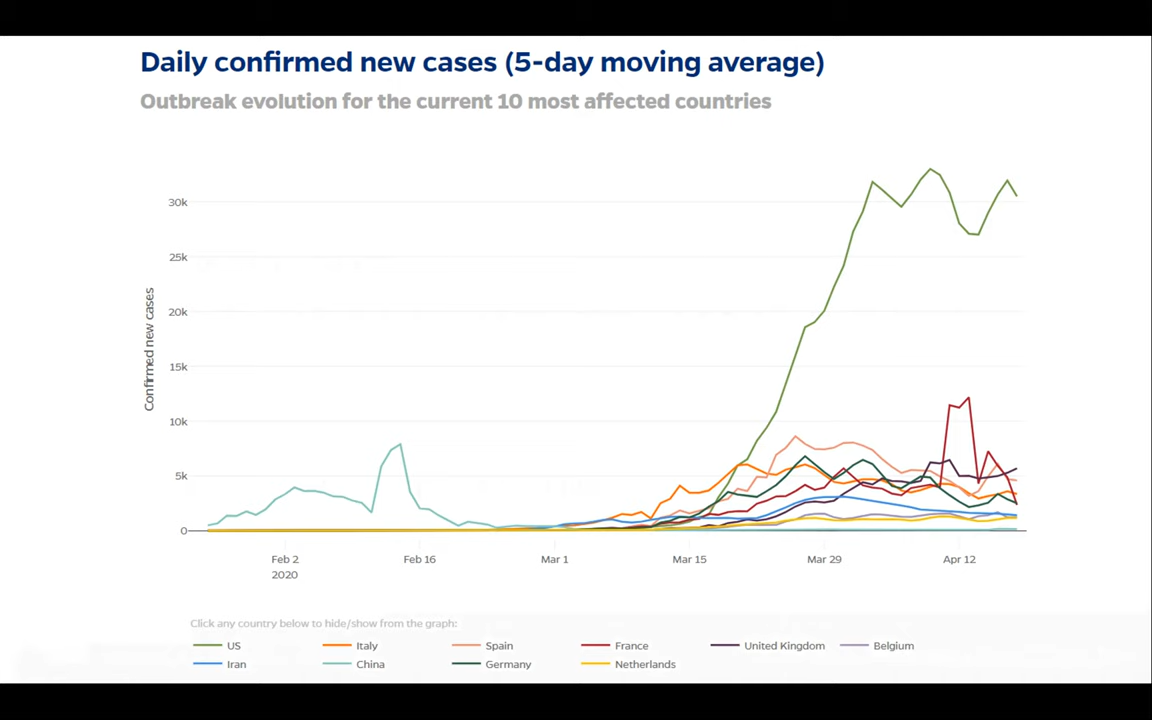 Daily confirmed new cases (5-day moving average)
Outbreak evolution for the current 10 most affected countries
Confirmed new cases
30k
25k
20k
15k
10k
5k
0
Feb 2
2020
Feb 16
Mar 1
Mar 15
Mar 29
Apr 12
Click any country below to hide/show from the graph:
US Italy Spain France United Kingdom Belgium
Iran China Germany Netherlands